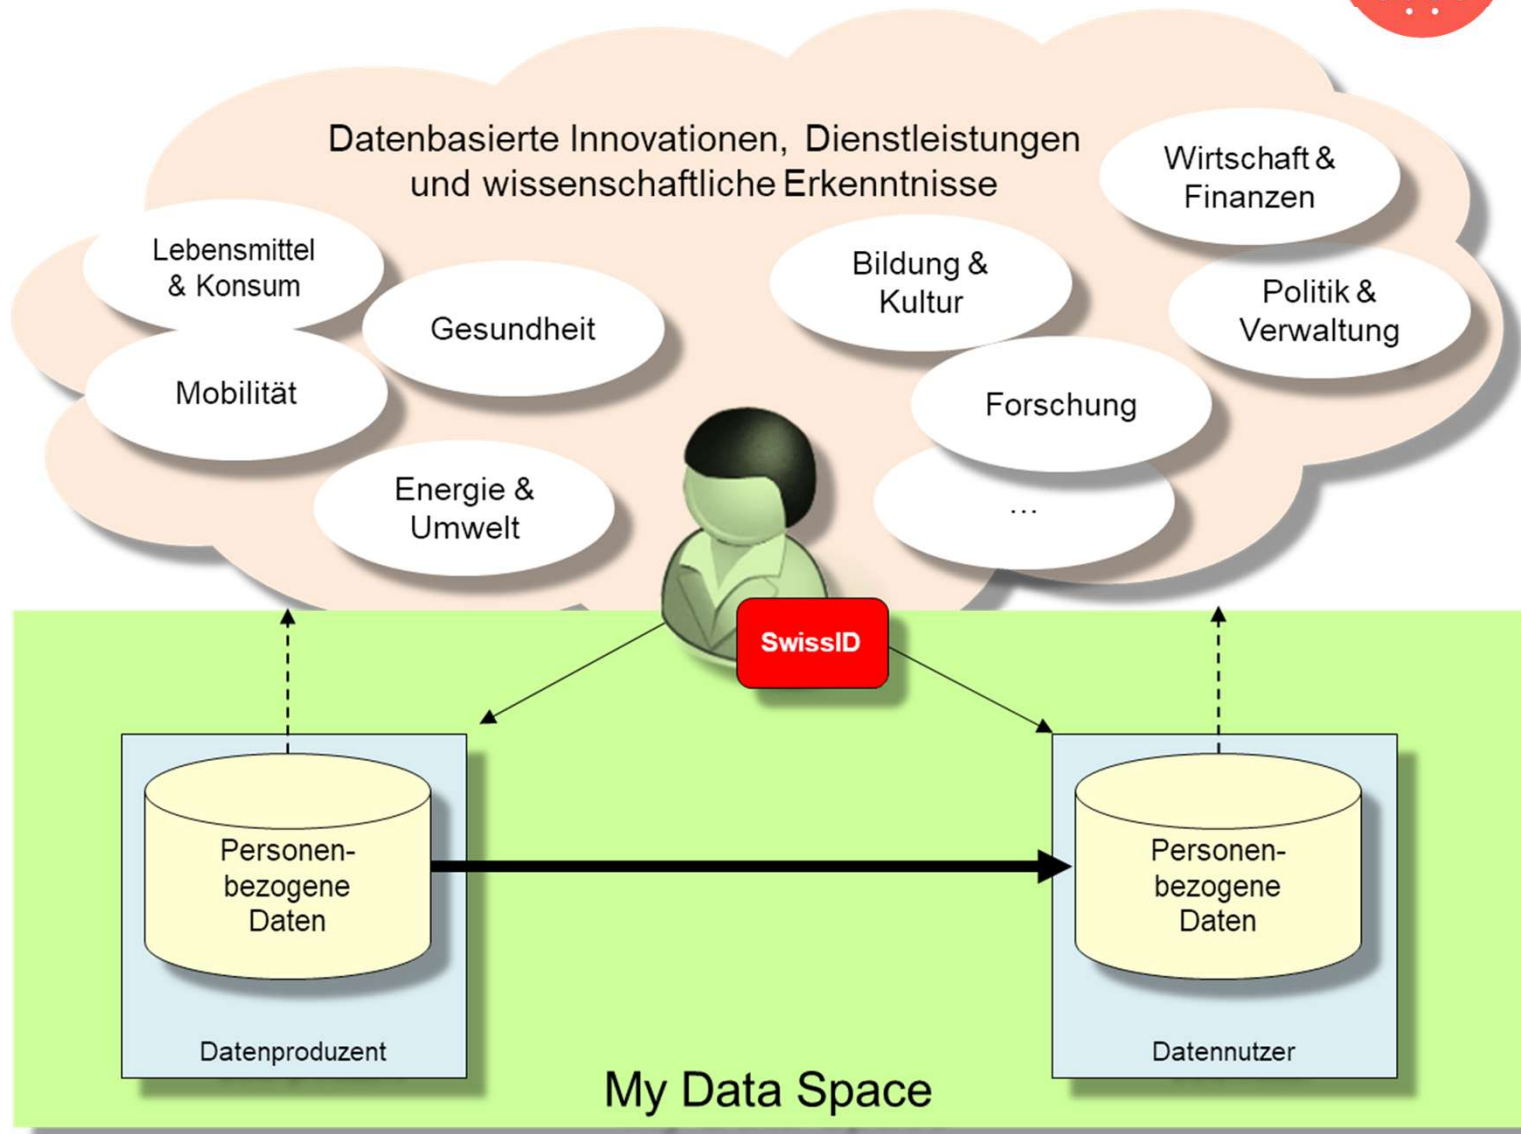 Datenbasierte Innovationen, Dienstleistungen
und wissenschaftliche Erkenntnisse
Wirtschaft &
Finanzen
Lebensmittel
& Konsum
Gesundheit
Bildung &
Kultur
Politik &
Verwaltung
Mobilität
Forschung
Energie &
Umwelt
...
SwissID
Personen-
bezogene
Daten
Datenproduzent
Personen-
bezogene
Daten
Datennutzer
My Data Space